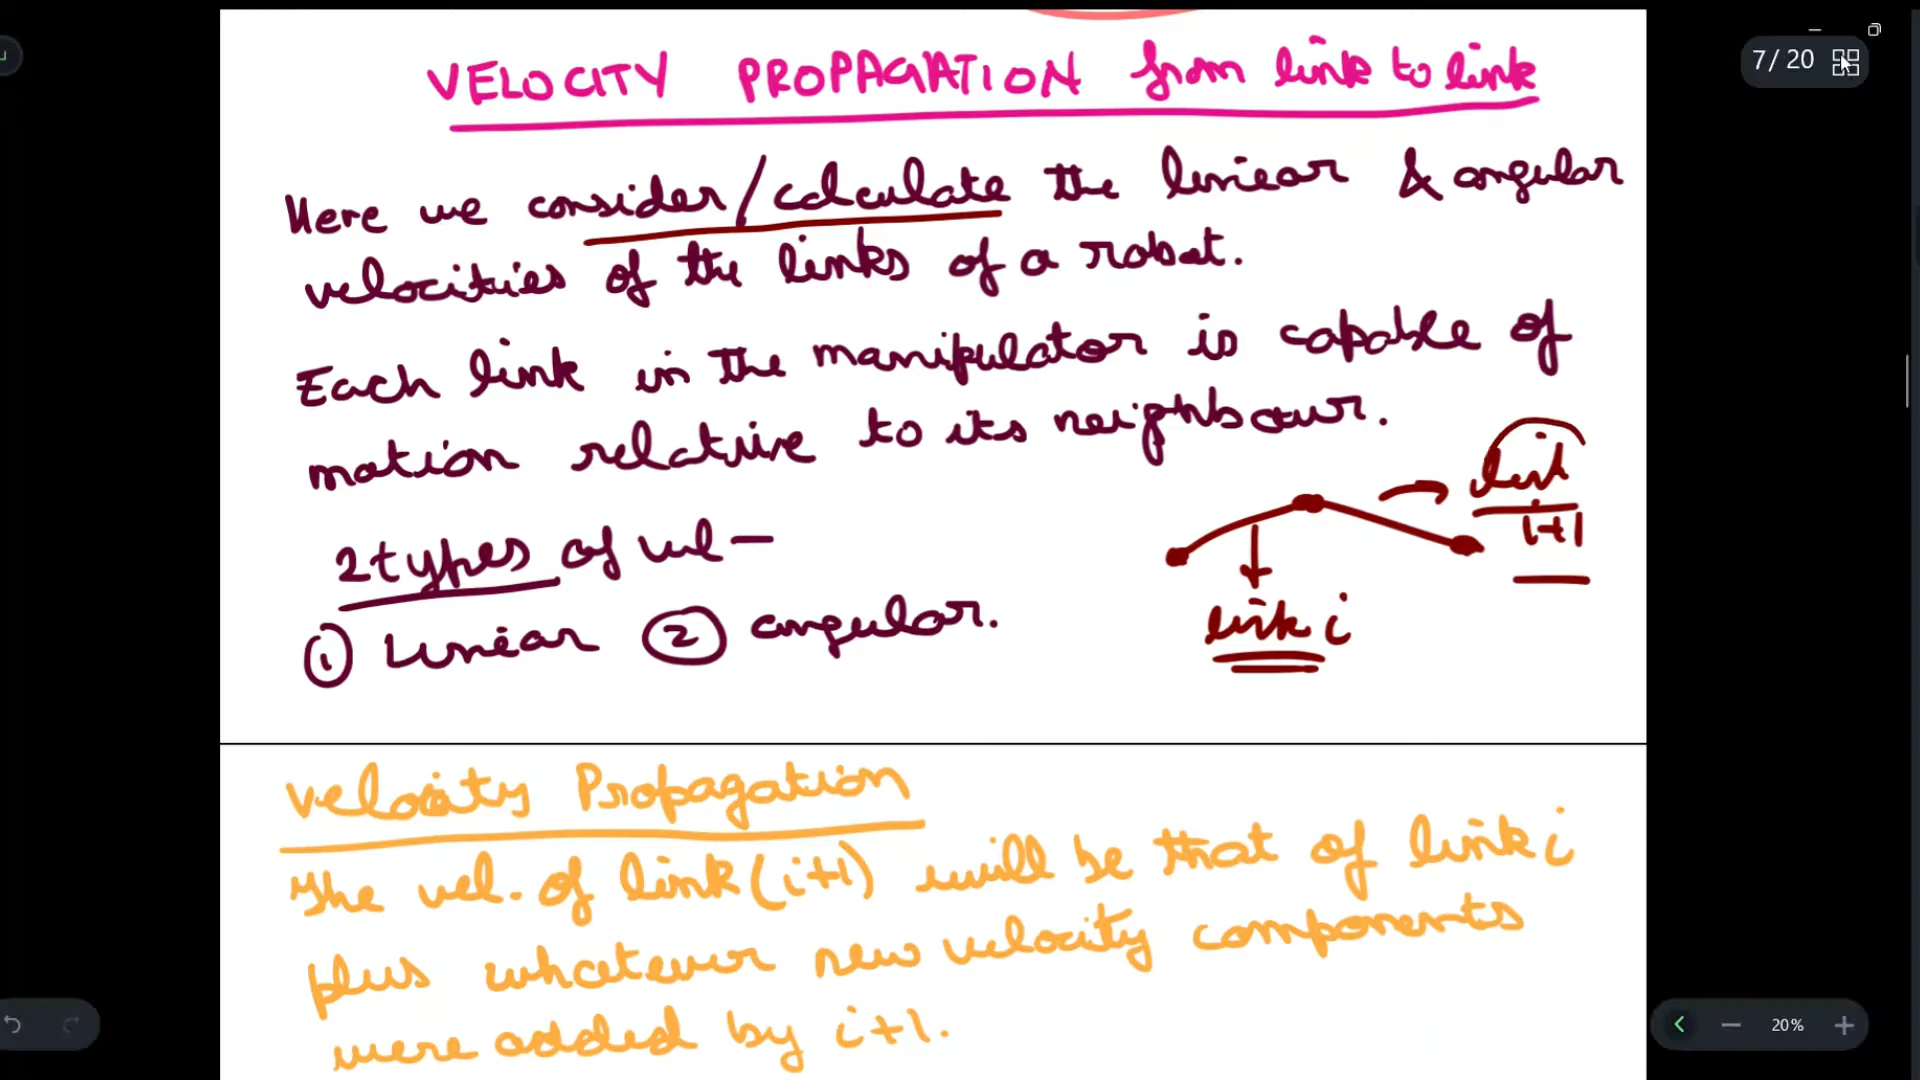 VELOCITY PROPAGATION from link to link
7/20
Here we consider/calculate the linear & angular
velocities of the links of a robot.
Each link in the manipulator is capable of
motion relative to its neighbour.
link
i+1
2 types of vel -
① Linear ② angular.
link i
Velocity Propagation
The vel. of link (i+1) will be that of link i
plus whatever new velocity components
were added by i+1.
20%